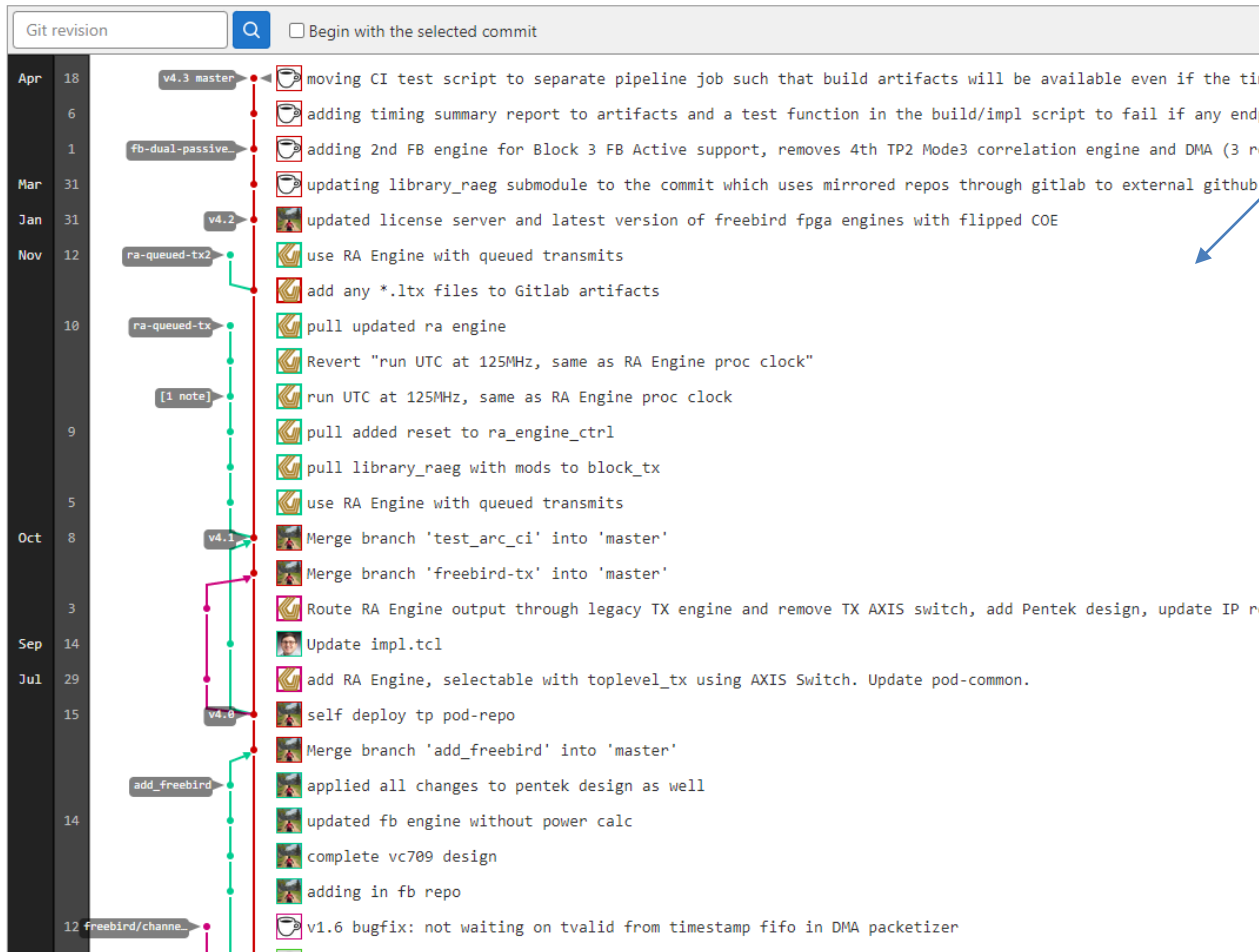 Git revision Begin with the selected commit
Apr 18 v4.3 master moving CI test script to separate pipeline job such that build artifacts will be available even if the
6 adding timing summary report to artifacts and a test function in the build/impl script to fail if any
1 fb-dual-passive… adding 2nd FB engine for Block 3 FB Active support, removes 4th TP2 Mode3 correlation engine and DMA (3
Mar 31 updating library_raeg submodule to the commit which uses mirrored repos through gitlab to external github
Jan 31 v4.2 updated license server and latest version of freebird fpga engines with flipped COE
Nov 12 ra-queued-tx2 use RA Engine with queued transmits
add any *.ltx files to Gitlab artifacts
10 ra-queued-tx pull updated ra engine
Revert "run UTC at 125MHz, same as RA Engine proc clock"
[1 note] run UTC at 125MHz, same as RA Engine proc clock
9 pull added reset to ra_engine_ctrl
pull library_raeg with mods to block_tx
5 use RA Engine with queued transmits
Oct 8 v4.1 Merge branch 'test_arc_ci' into 'master'
Merge branch 'freebird-tx' into 'master'
3 Route RA Engine output through legacy TX engine and remove TX AXIS switch, add Pentek design, update IP
Sep 14 Update impl.tcl
Jul 29 add RA Engine, selectable with toplevel_tx using AXIS Switch. Update pod-common.
15 v4.0 self deploy tp pod-repo
Merge branch 'add_freebird' into 'master'
add_freebird applied all changes to pentek design as well
14 updated fb engine without power calc
complete vc709 design
adding in fb repo
12 freebird/channe… v1.6 bugfix: not waiting on tvalid from timestamp fifo in DMA packetizer